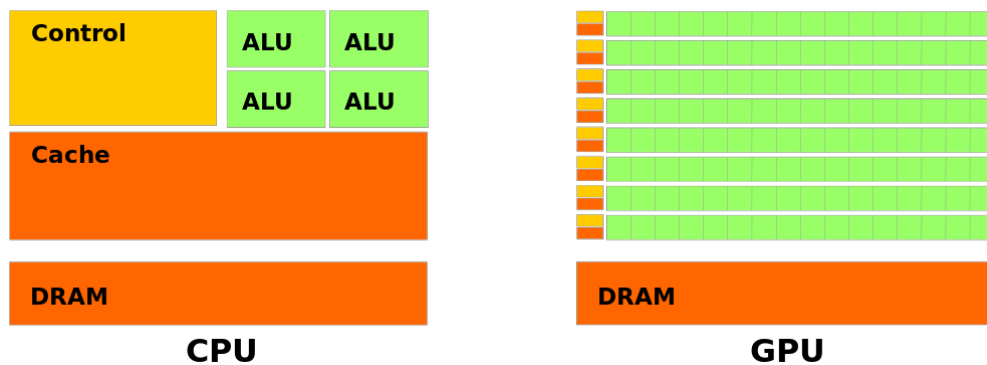 Control
ALU ALU
ALU ALU
Cache
DRAM
CPU
DRAM
GPU